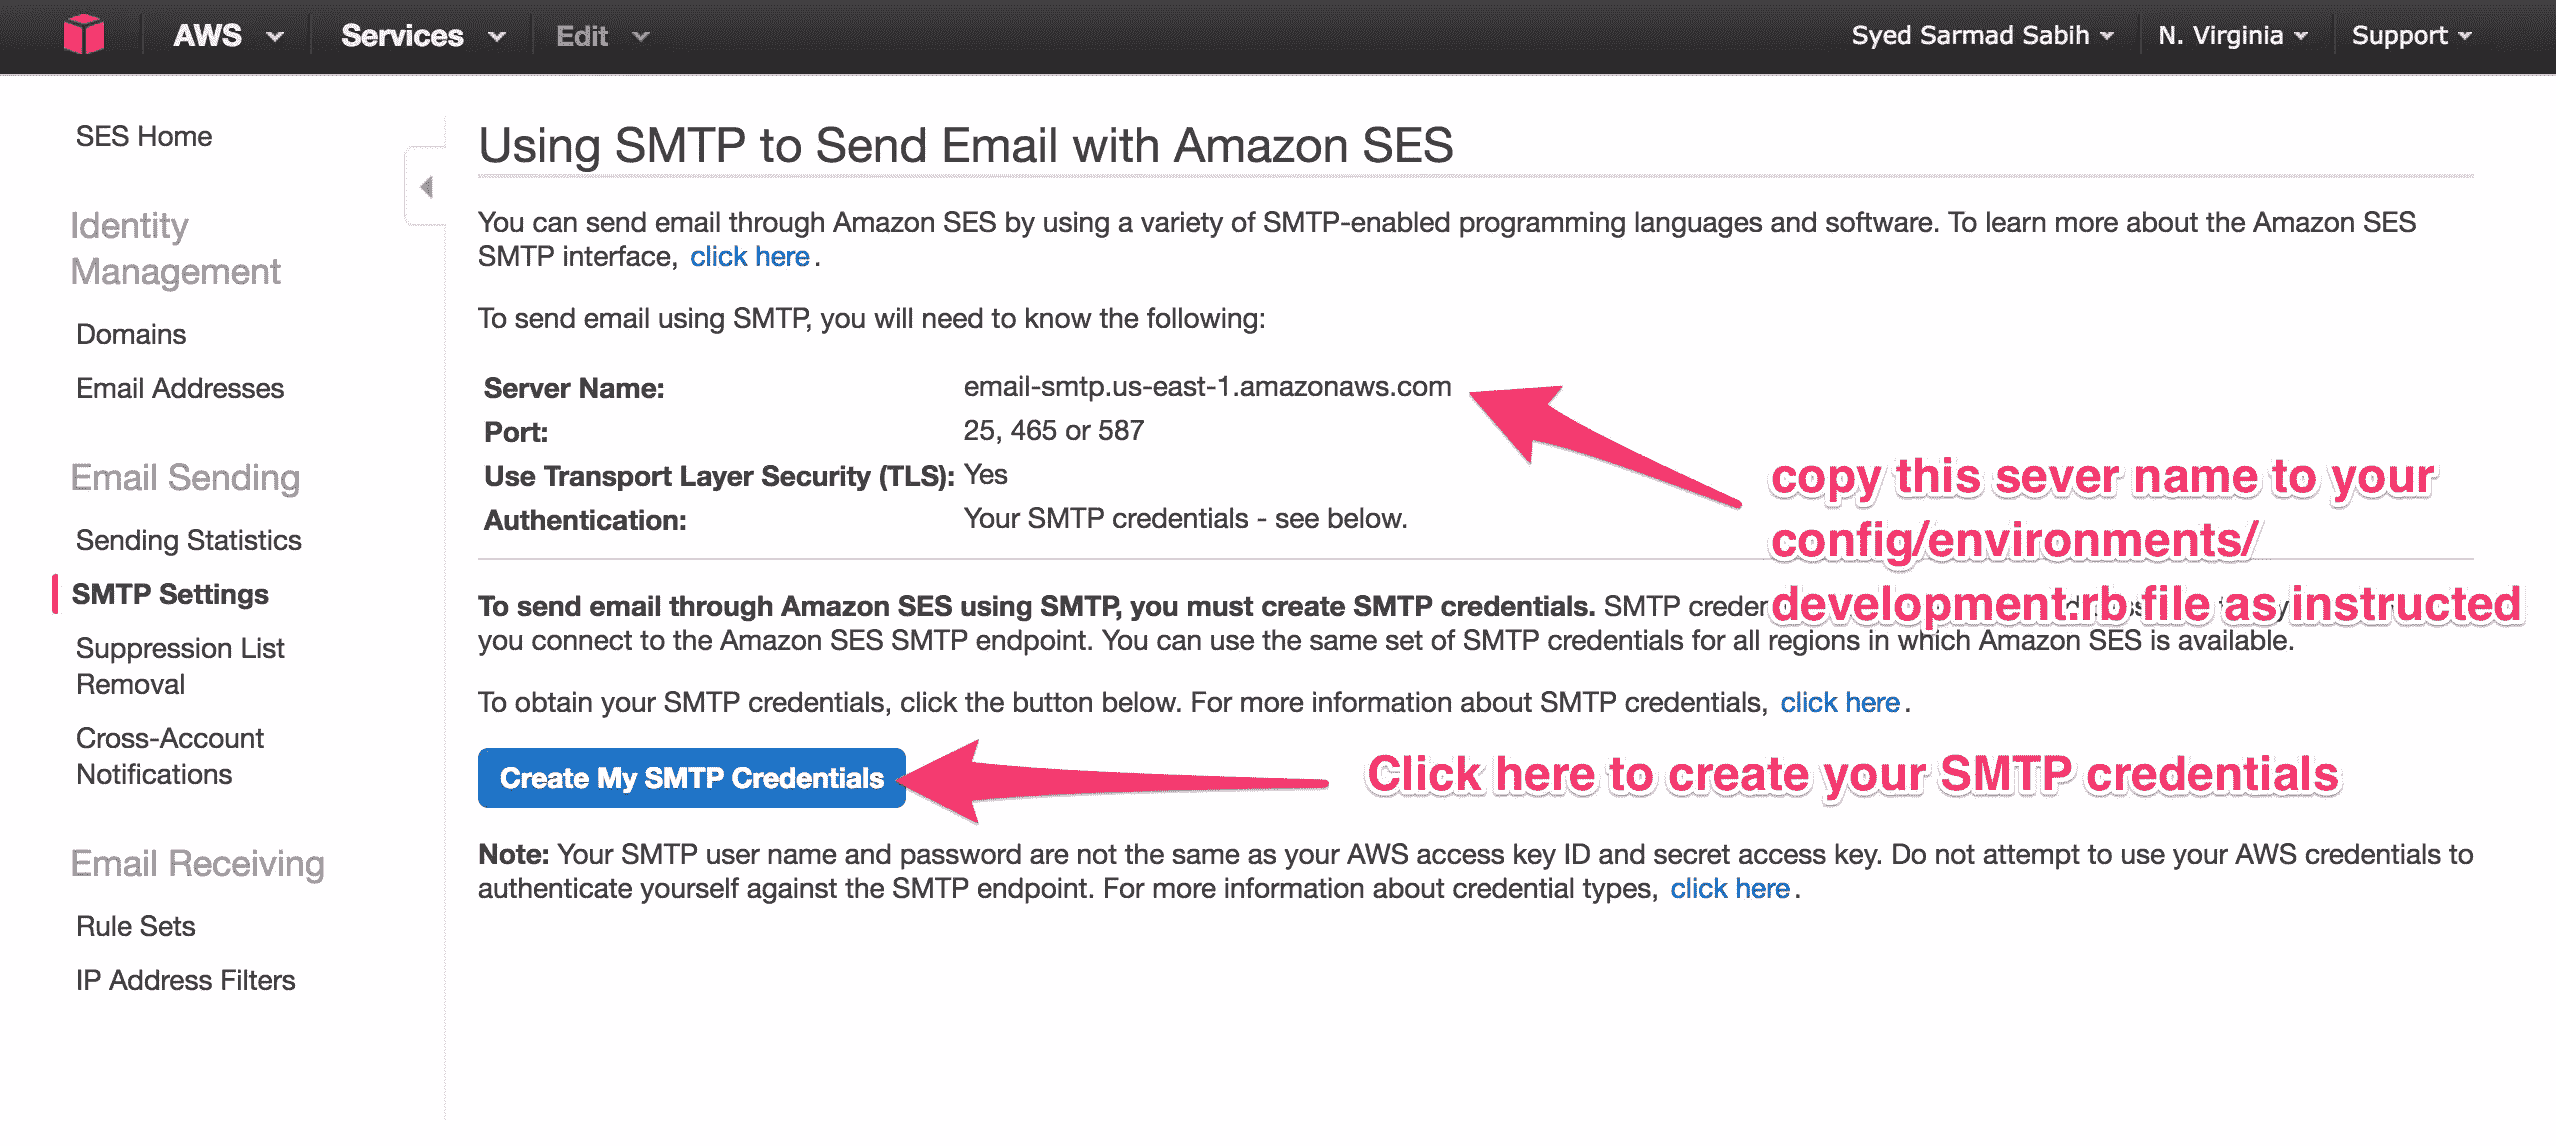 AWS Services Edit Syed Sarmad Sabih N. Virginia Support
SES Home
Identity
Management
Domains
Email Addresses
Email Sending
Sending Statistics
SMTP Settings
Suppression List
Removal
Cross-Account
Notifications
Email Receiving
Rule Sets
IP Address Filters
Using SMTP to Send Email with Amazon SES
You can send email through Amazon SES by using a variety of SMTP-enabled programming languages and software. To learn more about the Amazon SES
SMTP interface, click here.
To send email using SMTP, you will need to know the following:
Server Name: email-smtp.us-east-1.amazonaws.com
Port: 25, 465 or 587
Use Transport Layer Security (TLS): Yes
Authentication: Your SMTP credentials - see below.
copy this sever name to your
config/environments/
development.rb file as instructed
To send email through Amazon SES using SMTP, you must create SMTP credentials. SMTP
you connect to the Amazon SES SMTP endpoint. You can use the same set of SMTP credentials for all regions in which Amazon SES is available.
To obtain your SMTP credentials, click the button below. For more information about SMTP credentials, click here.
Create My SMTP Credentials
Click here to create your SMTP credentials
Note: Your SMTP user name and password are not the same as your AWS access key ID and secret access key. Do not attempt to use your AWS credentials to
authenticate yourself against the SMTP endpoint. For more information about credential types, click here.